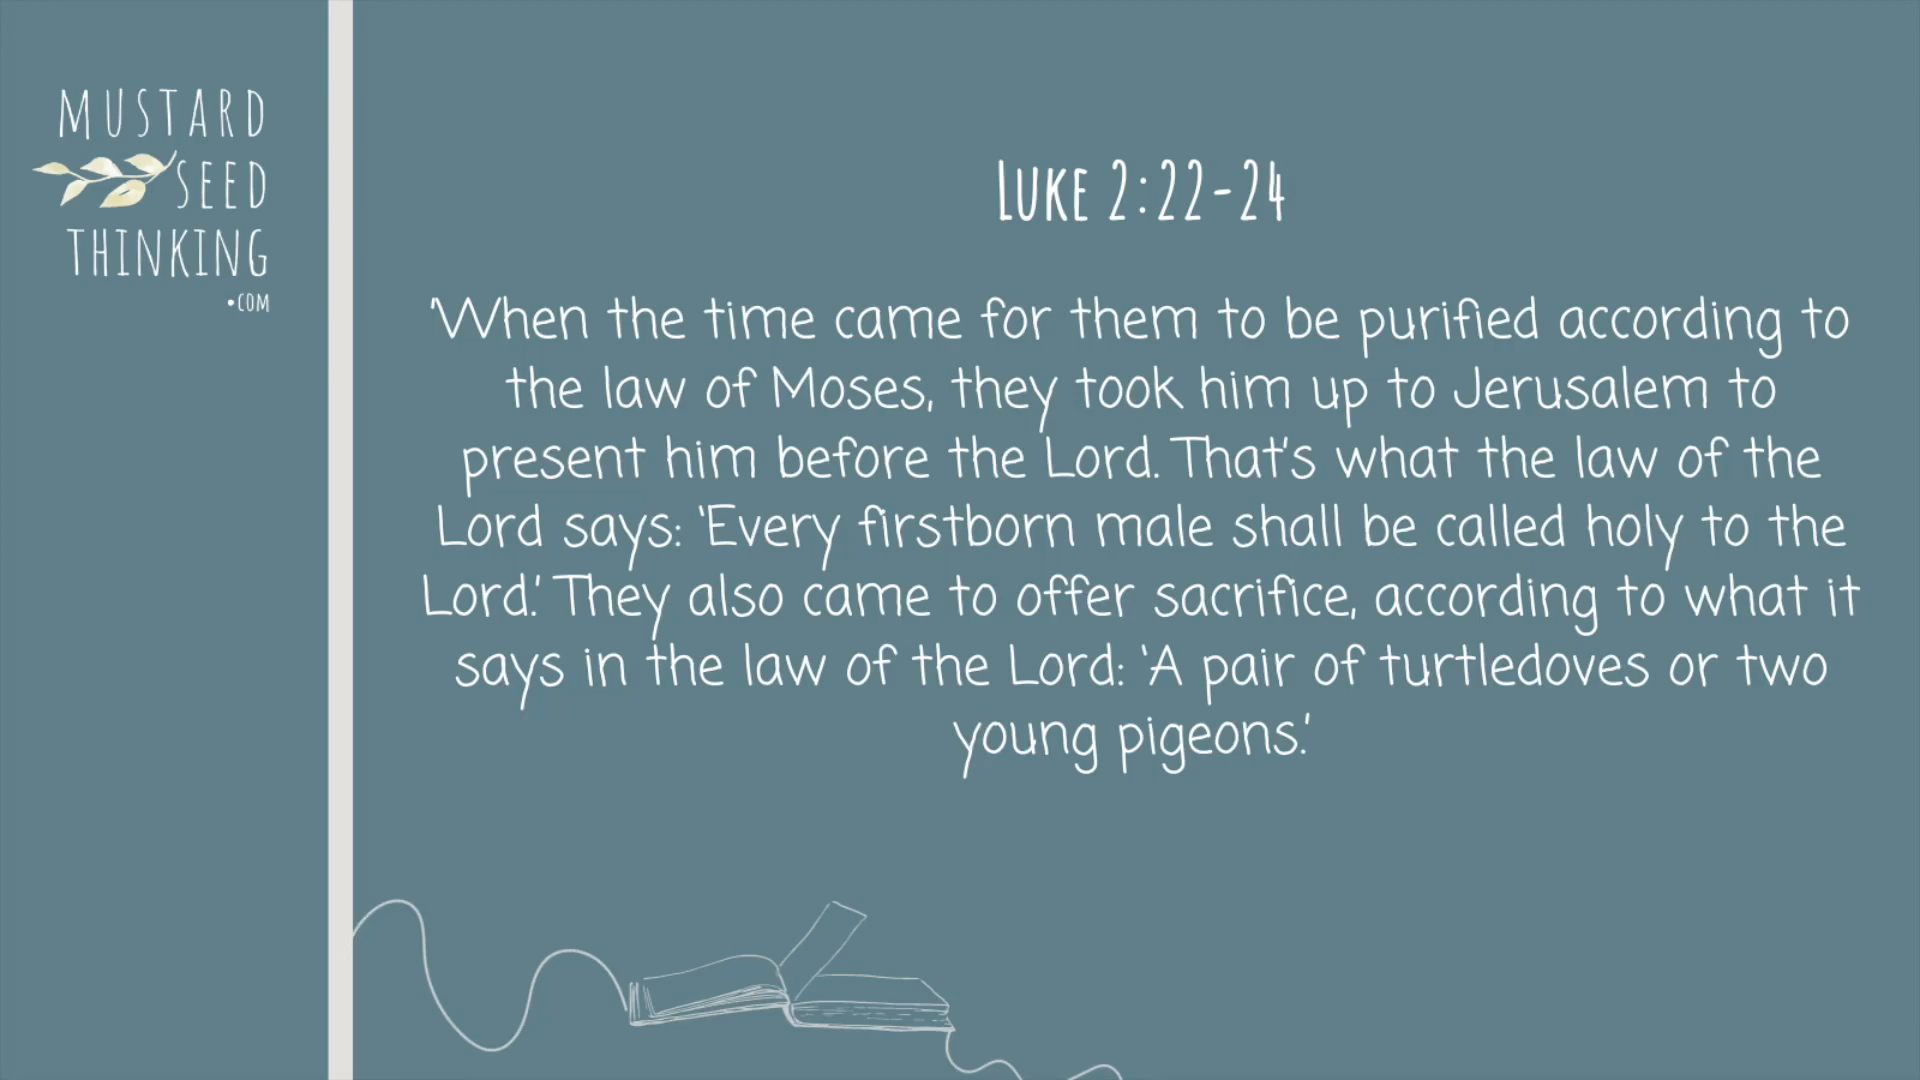 MUSTARD
SEED
THINKING
.COM
LUKE 2:22-24
'When the time came for them to be purified according to
the law of Moses, they took him up to Jerusalem to
present him before the Lord. That's what the law of the
Lord says: 'Every firstborn male shall be called holy to the
Lord.' They also came to offer sacrifice, according to what it
says in the law of the Lord: 'A pair of turtledoves or two
young pigeons.'